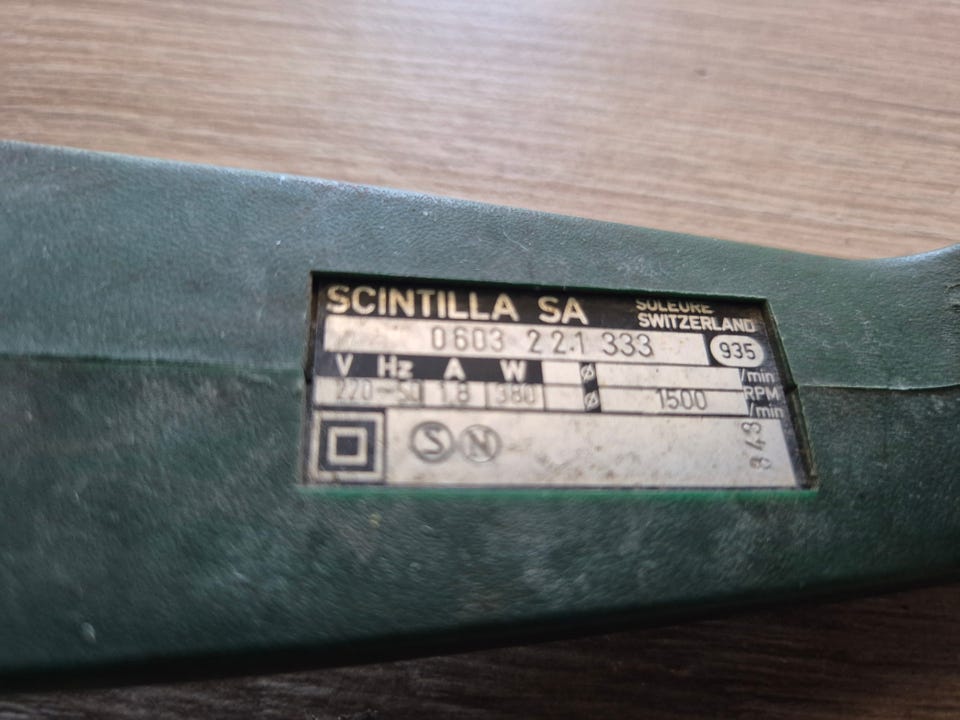 SCINTILLA SA
SOLEURE
SWITZERLAND
0603 221 333
935
V Hz A W
220-50 1,8 380
Ø
Ø
/min
1500
RPM
/min
S N
843